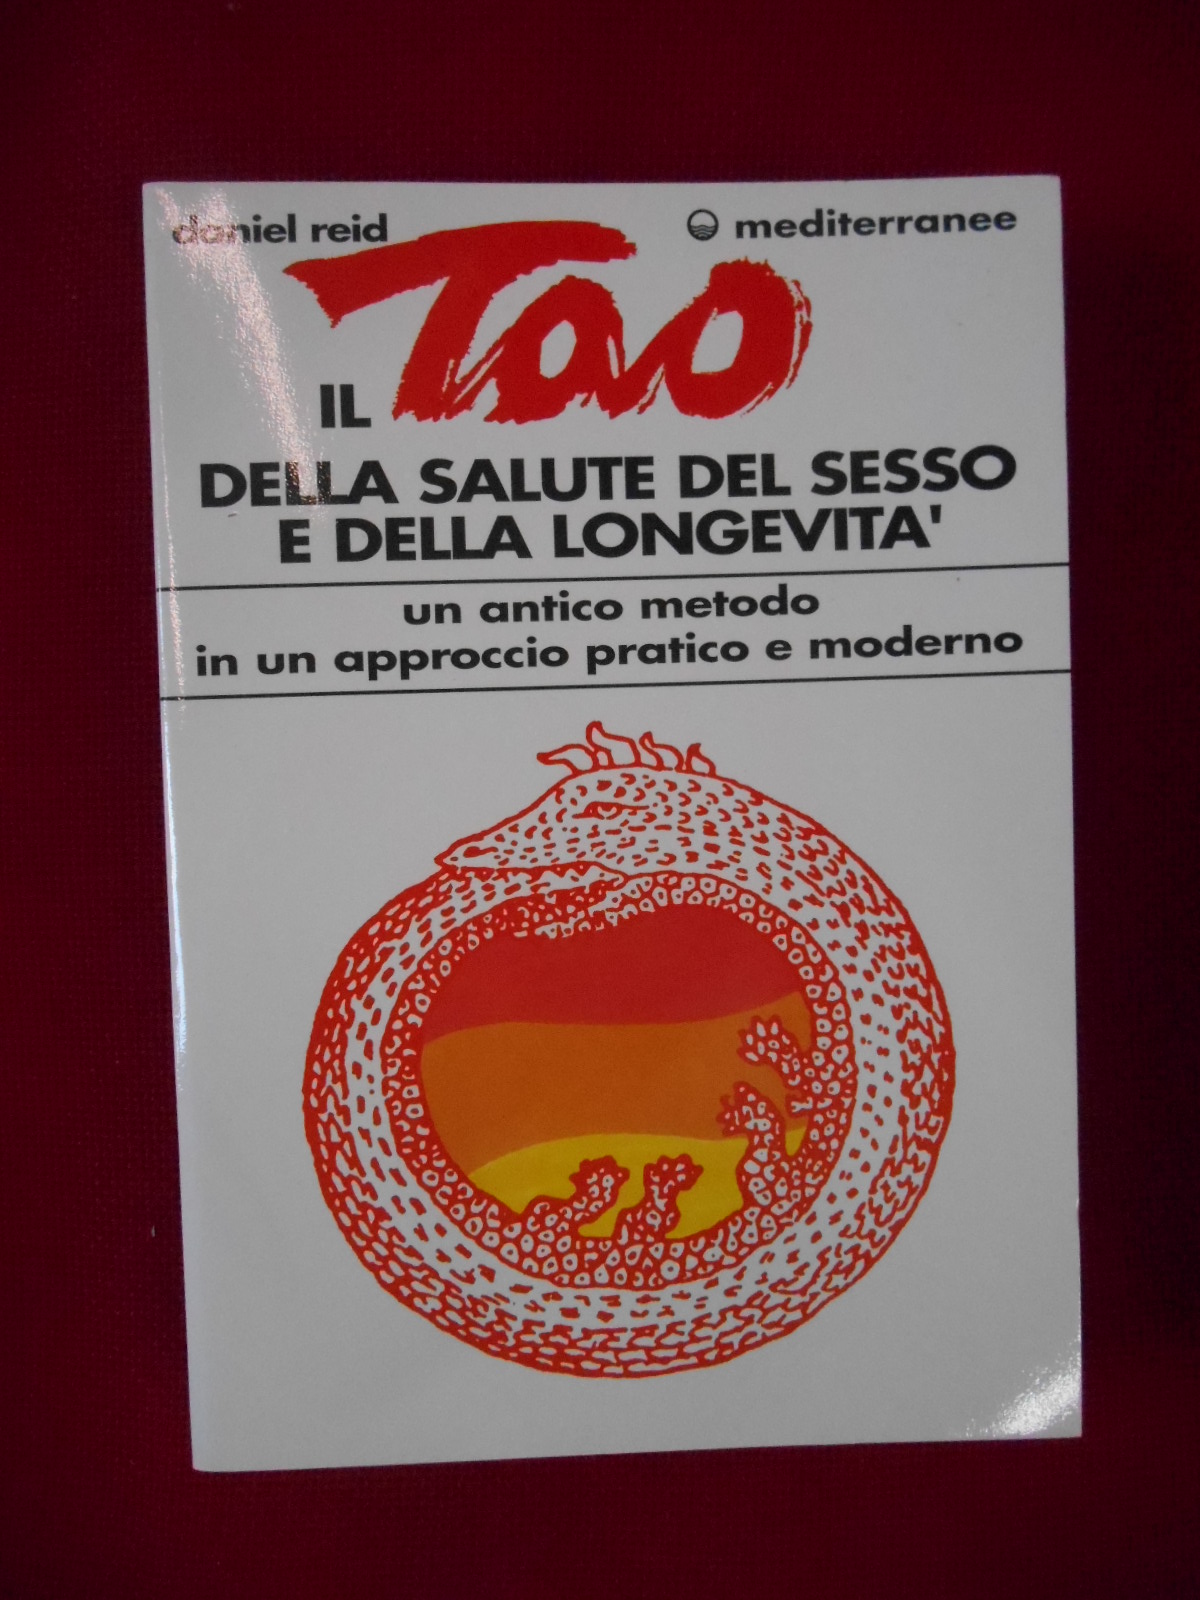 daniel reid
mediterranee
IL Tao
DELLA SALUTE DEL SESSO
E DELLA LONGEVITA'
un antico metodo
in un approccio pratico e moderno